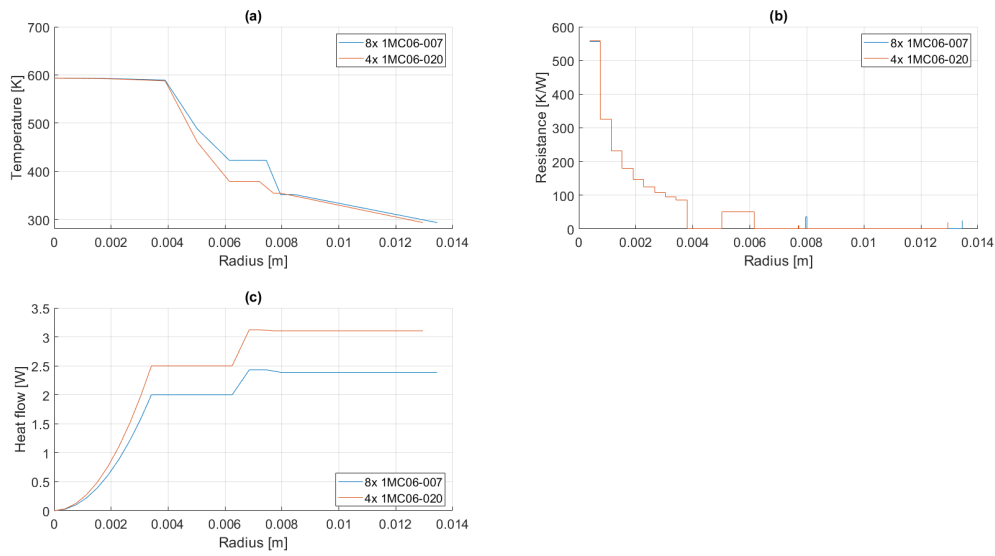 (a)
700
600
500
400
300
Temperature [K]
8x 1MC06-007
4x 1MC06-020
0 0.002 0.004 0.006 0.008 0.01 0.012 0.014
Radius [m]
(b)
600
500
400
300
200
100
0
Resistance [K/W]
8x 1MC06-007
4x 1MC06-020
0 0.002 0.004 0.006 0.008 0.01 0.012 0.014
Radius [m]
(c)
3.5
3
2.5
2
1.5
1
0.5
0
Heat flow [W]
8x 1MC06-007
4x 1MC06-020
0 0.002 0.004 0.006 0.008 0.01 0.012 0.014
Radius [m]